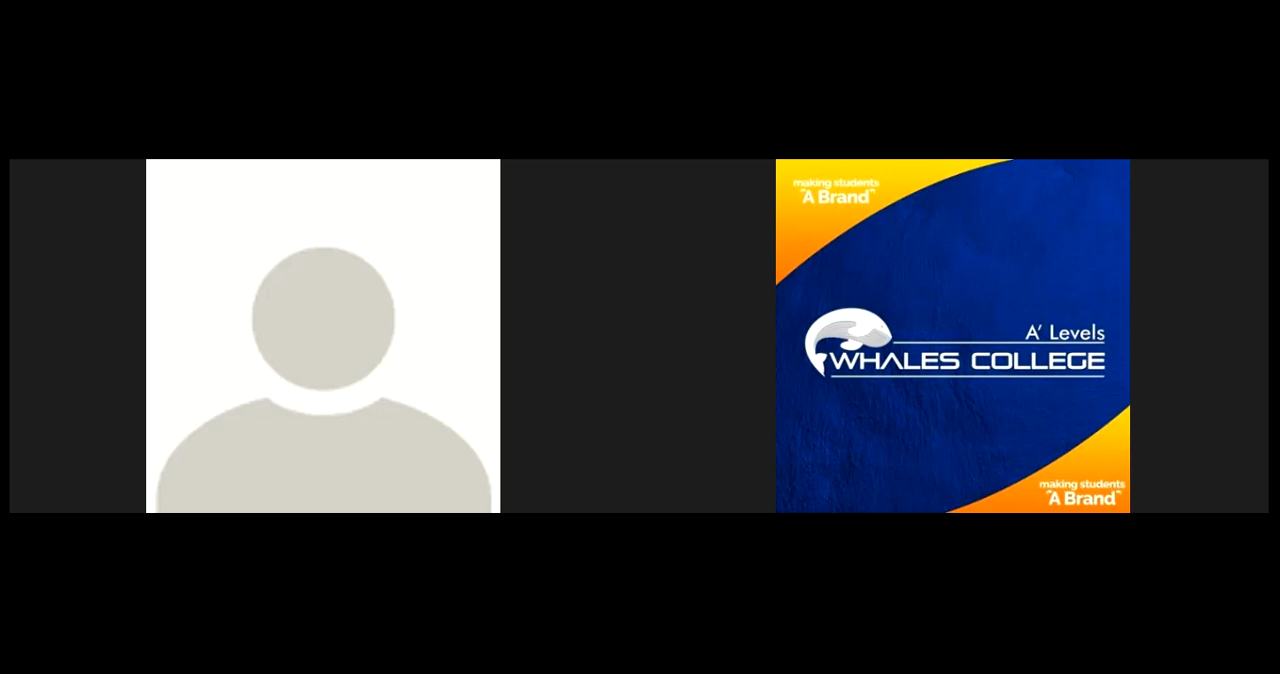 making students
"A Brand"
A' Levels
WHALES COLLEGE
making students
"A Brand"